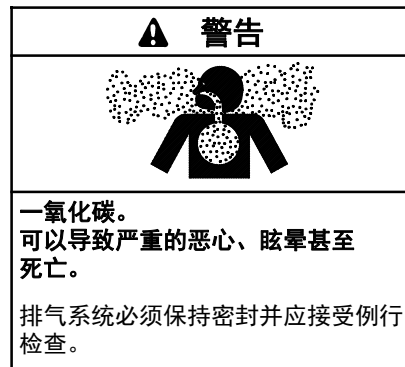 警告
一氧化碳。
可以导致严重的恶心、眩晕甚至
死亡。
排气系统必须保持密封并应接受例行
检查。